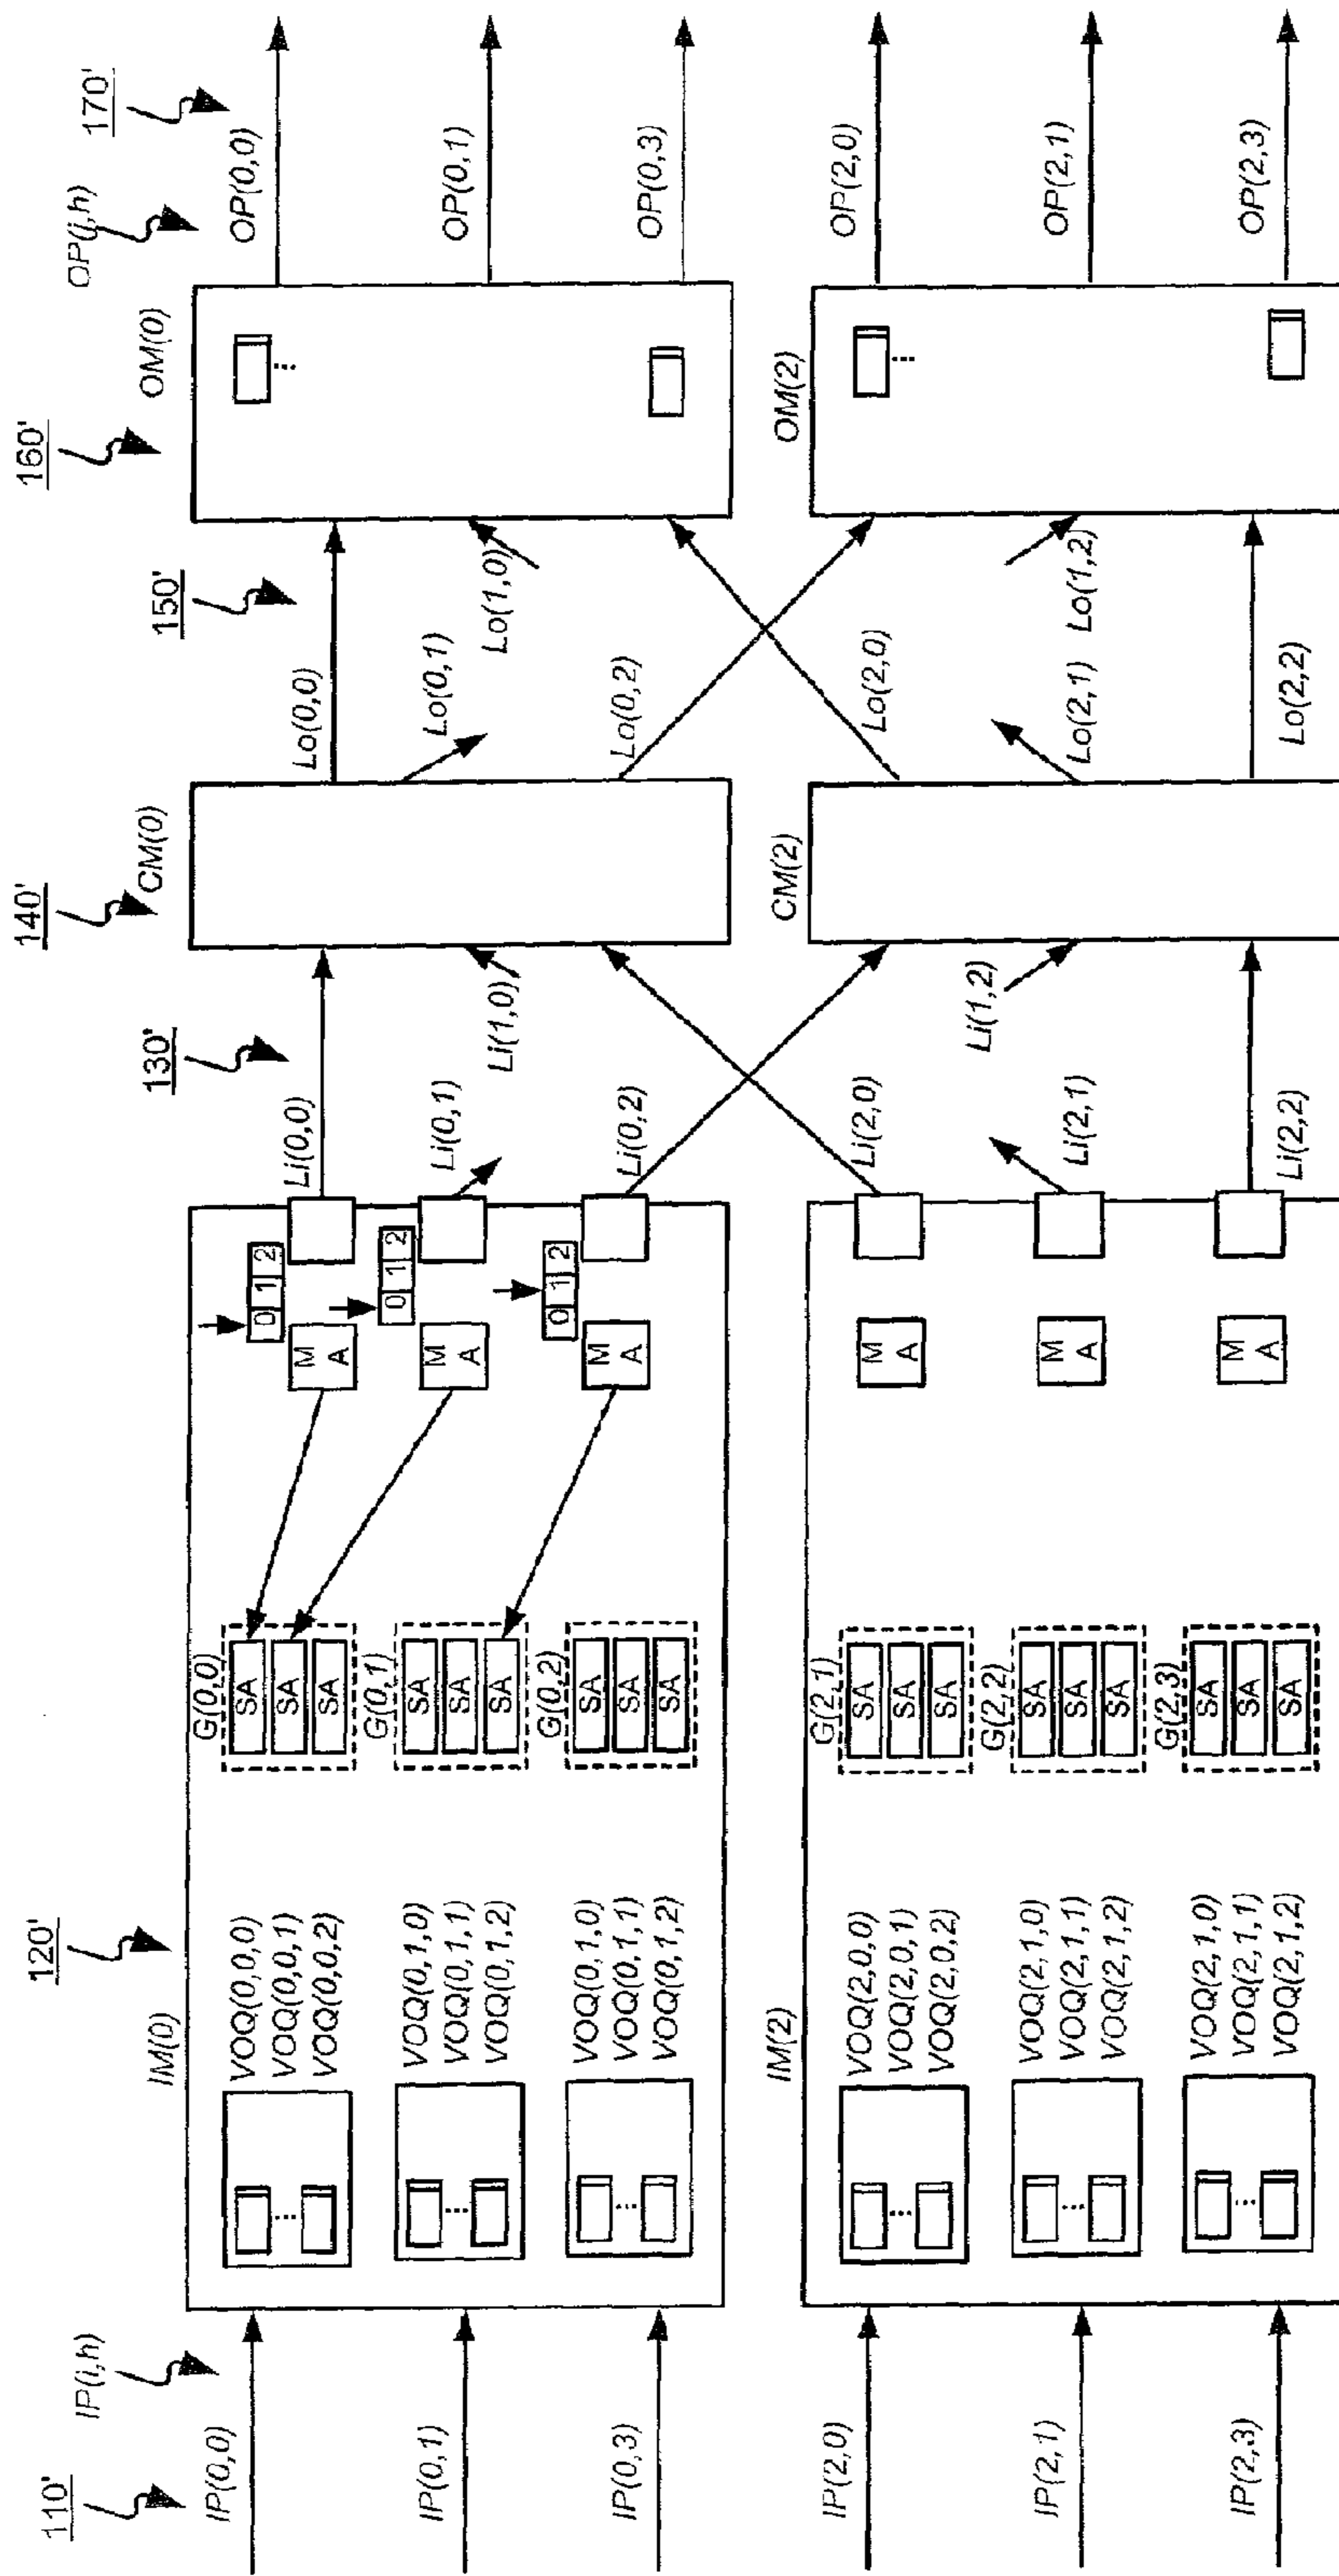 110'
IP(i,h)
120'
130'
140'
150'
160'
OP(j,h)
170'
IP(0,0)
IP(0,1)
IP(0,3)
IM(0)
VOQ(0,0,0)
VOQ(0,0,1)
VOQ(0,0,2)
VOQ(0,1,0)
VOQ(0,1,1)
VOQ(0,1,2)
VOQ(0,1,0)
VOQ(0,1,1)
VOQ(0,1,2)
G(0,0)
SA
SA
SA
G(0,1)
SA
SA
SA
G(0,2)
SA
SA
SA
0 1 2
M A
0 1 2
M A
0 1 2
M A
Li(0,0)
Li(0,1)
Li(0,2)
Li(1,0)
CM(0)
Lo(0,0)
Lo(0,1)
Lo(0,2)
Lo(1,0)
OM(0)
OP(0,0)
OP(0,1)
OP(0,3)
IP(2,0)
IP(2,1)
IP(2,3)
IM(2)
VOQ(2,0,0)
VOQ(2,0,1)
VOQ(2,0,2)
VOQ(2,1,0)
VOQ(2,1,1)
VOQ(2,1,2)
VOQ(2,1,0)
VOQ(2,1,1)
VOQ(2,1,2)
G(2,1)
SA
SA
SA
G(2,2)
SA
SA
SA
G(2,3)
SA
SA
SA
M A
M A
M A
Li(2,0)
Li(2,1)
Li(2,2)
Li(1,2)
CM(2)
Lo(2,0)
Lo(2,1)
Lo(2,2)
Lo(1,2)
OM(2)
OP(2,0)
OP(2,1)
OP(2,3)